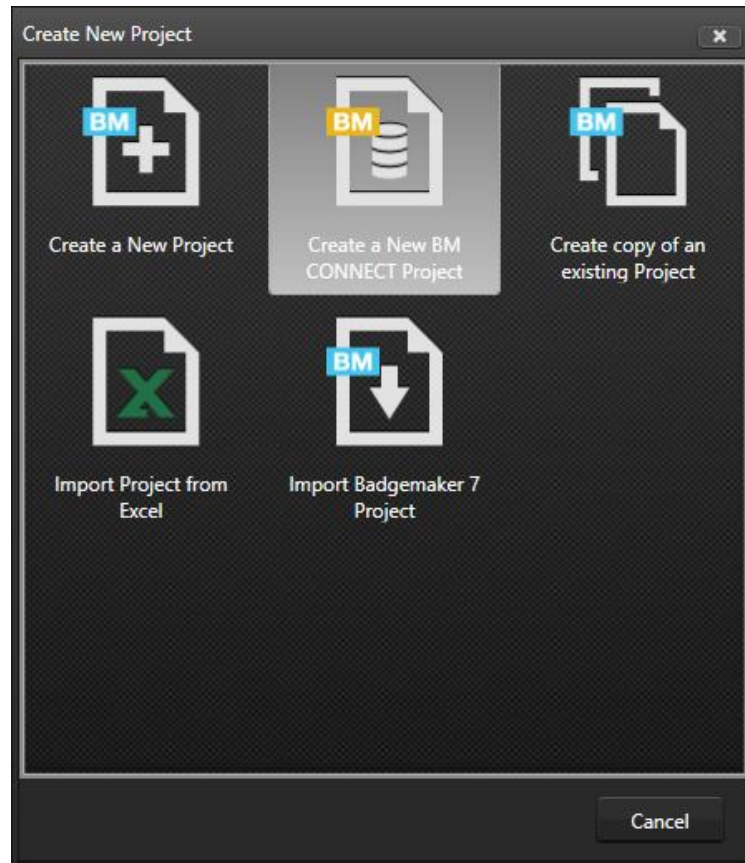 Create New Project
BM
BM
BM
Create a New Project
Create a New BM
CONNECT Project
Create copy of an
existing Project
X
BM
Import Project from
Excel
Import Badgemaker 7
Project
Cancel